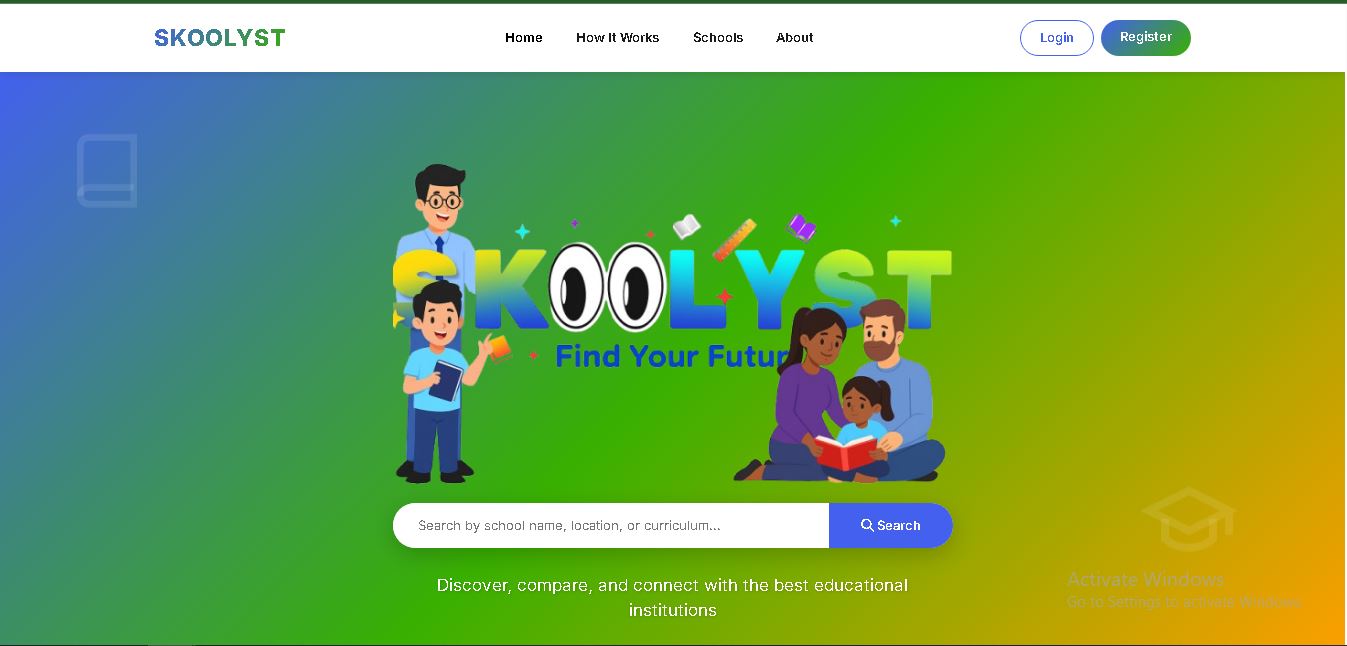 SKOOLYST
Home
How It Works
Schools
About
Login
Register
SKOOLYST
Find Your Futur
Search by school name, location, or curriculum...
Search
Discover, compare, and connect with the best educational
institutions
Activate Windows
Go to Settings to activate Windows.